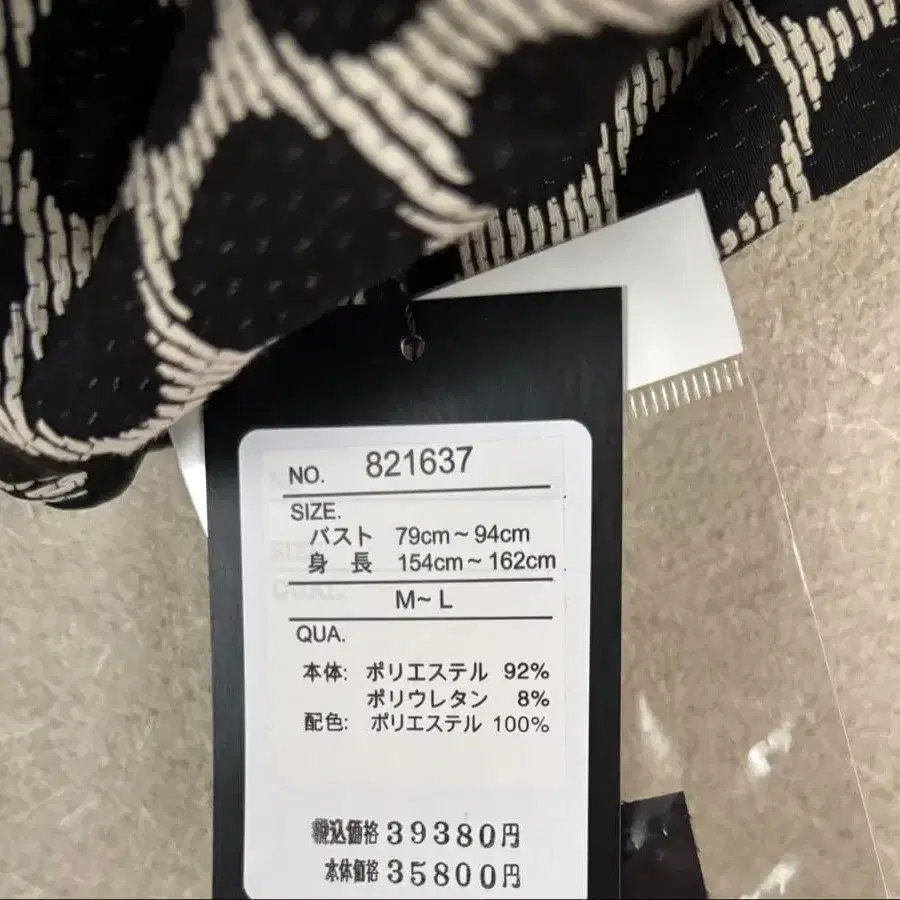 NO. 821637
SIZE.
バスト 79cm～94cm
身 長 154cm～162cm
M～L
QUA.
本体: ポリエステル 92%
ポリウレタン 8%
配色: ポリエステル 100%
税込価格 39380円
本体価格 35800円